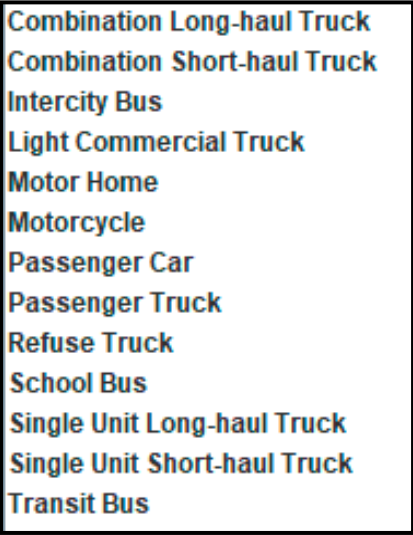 Combination Long-haul Truck
Combination Short-haul Truck
Intercity Bus
Light Commercial Truck
Motor Home
Motorcycle
Passenger Car
Passenger Truck
Refuse Truck
School Bus
Single Unit Long-haul Truck
Single Unit Short-haul Truck
Transit Bus